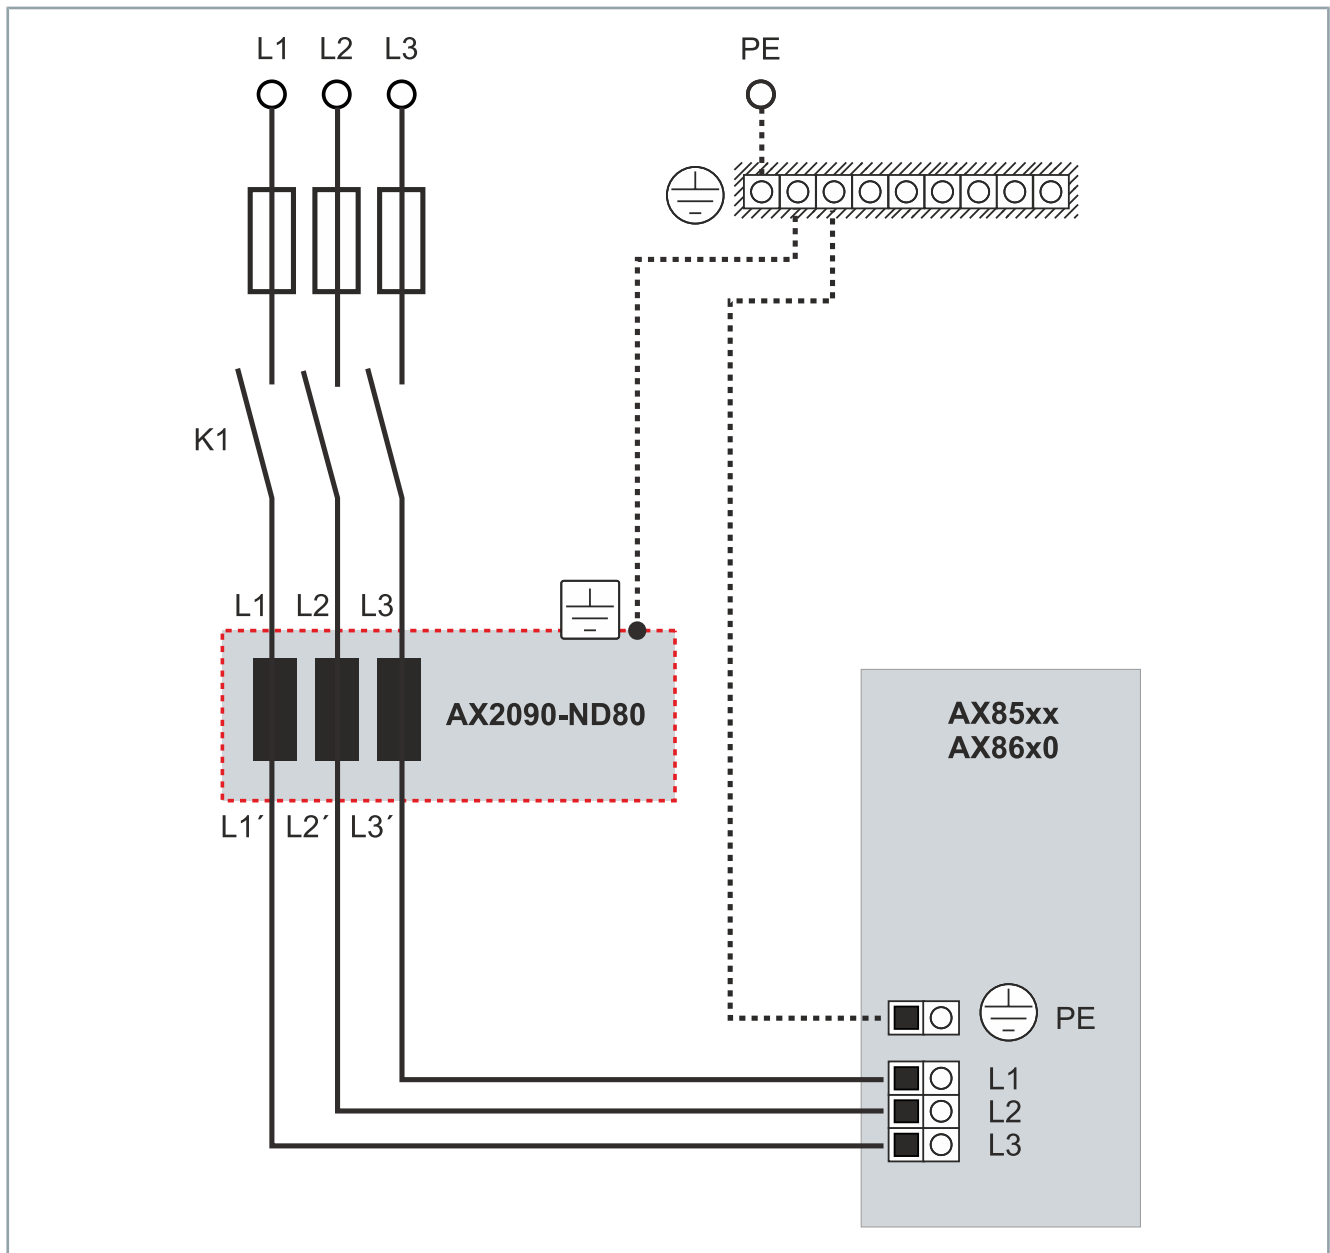 L1 L2 L3 PE
K1
L1 L2 L3
AX2090-ND80
AX85xx
AX86x0
L1´ L2´ L3´
PE
L1
L2
L3